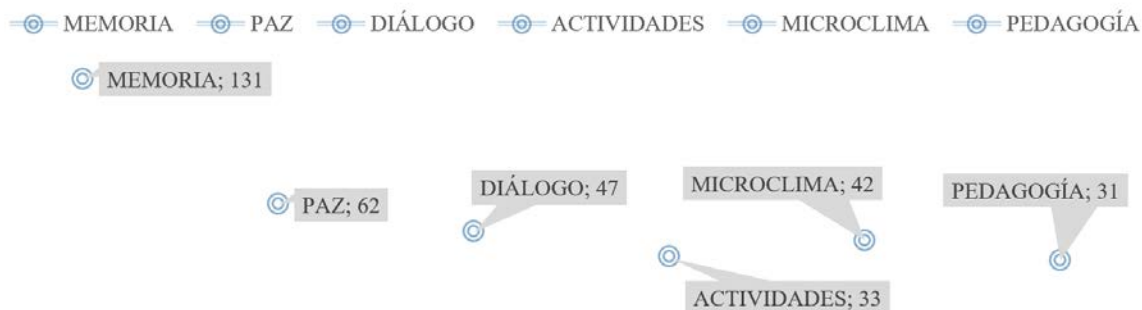 MEMORIA PAZ DIÁLOGO ACTIVIDADES MICROCLIMA PEDAGOGÍA
MEMORIA; 131
PAZ; 62
DIÁLOGO; 47
MICROCLIMA; 42
PEDAGOGÍA; 31
ACTIVIDADES; 33